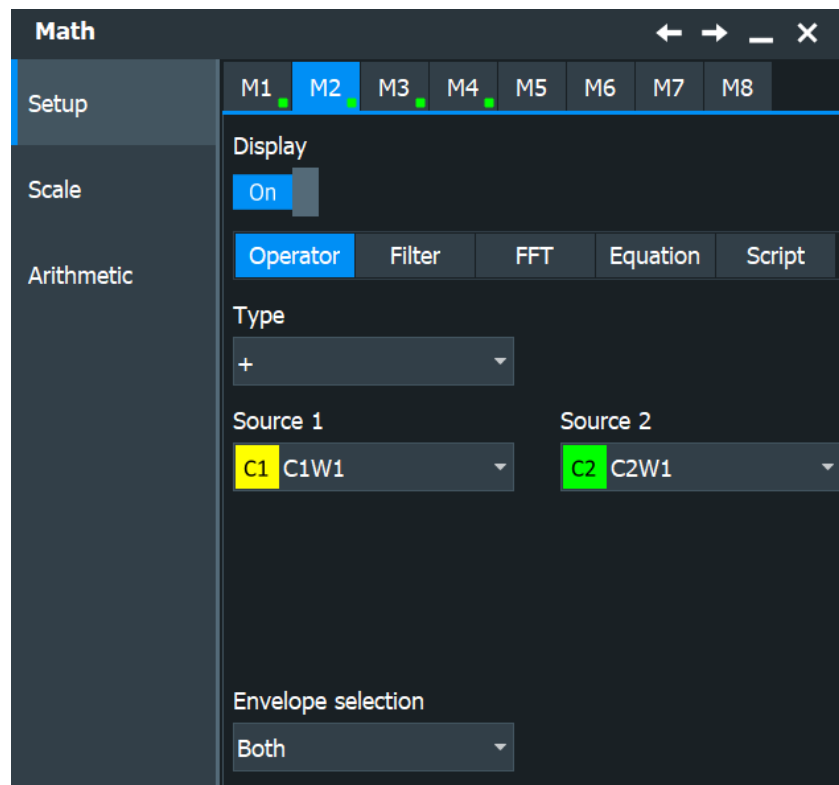 Math
Setup
Scale
Arithmetic
M1 M2 M3 M4 M5 M6 M7 M8
Display
On
Operator Filter FFT Equation Script
Type
+
Source 1 Source 2
C1 C1W1 C2 C2W1
Envelope selection
Both